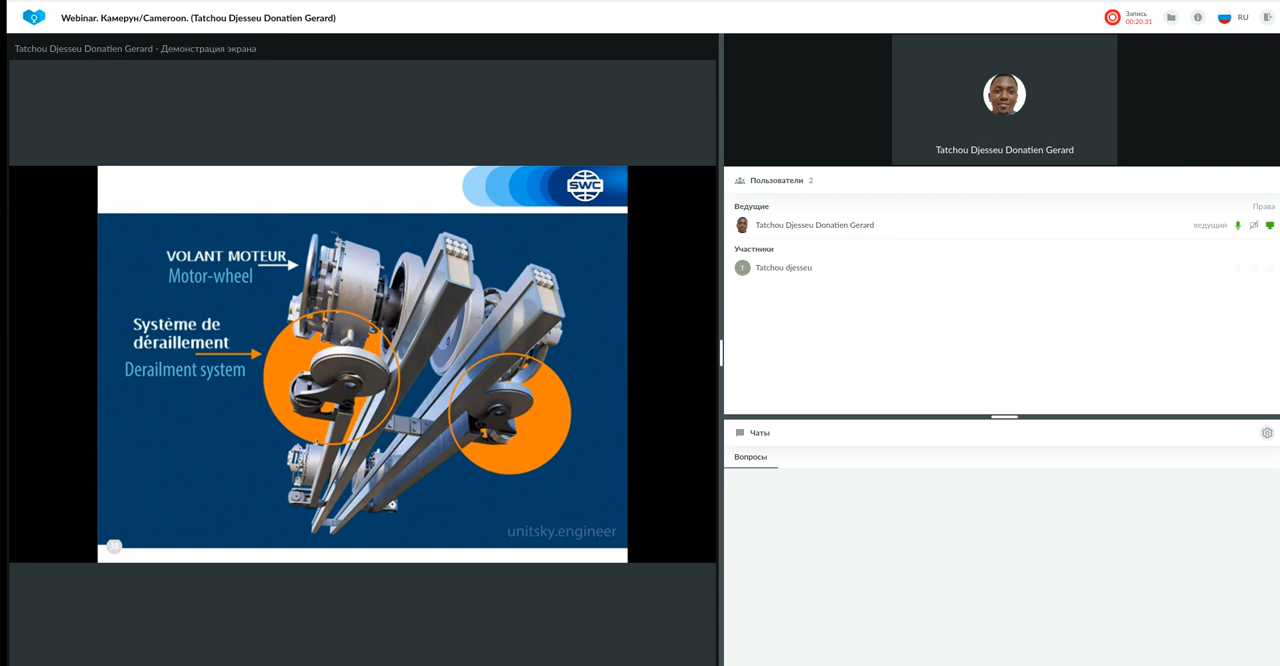 Webinar. Камерун/Cameroon. (Tatchou Djesseu Donatien Gerard)
Запись
00:20:31
RU
Tatchou Djesseu Donatien Gerard - Демонстрация экрана
SWC
VOLANT MOTEUR
Motor-wheel
Systéme de
déraillement
Derailment system
unitsky.engineer
Tatchou Djesseu Donatien Gerard
Пользователи 2
Ведущие Права
Tatchou Djesseu Donatien Gerard ведущий
Участники
T Tatchou djesseu
Чаты
Вопросы